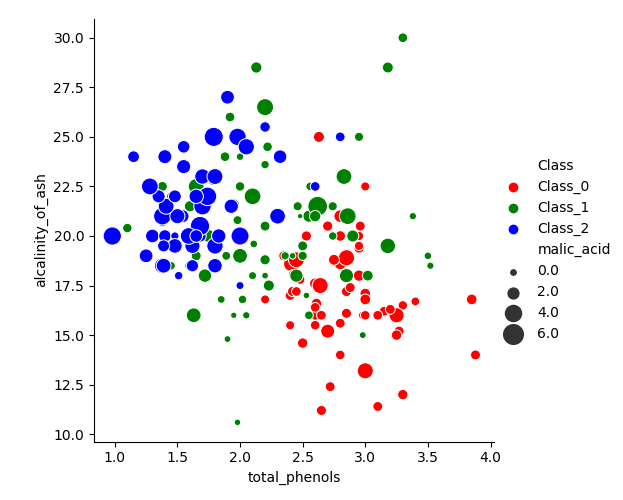 30.0
27.5
25.0
22.5
20.0
17.5
15.0
12.5
10.0
alcalinity_of_ash
1.0 1.5 2.0 2.5 3.0 3.5 4.0
total_phenols
Class
Class_0
Class_1
Class_2
malic_acid
0.0
2.0
4.0
6.0